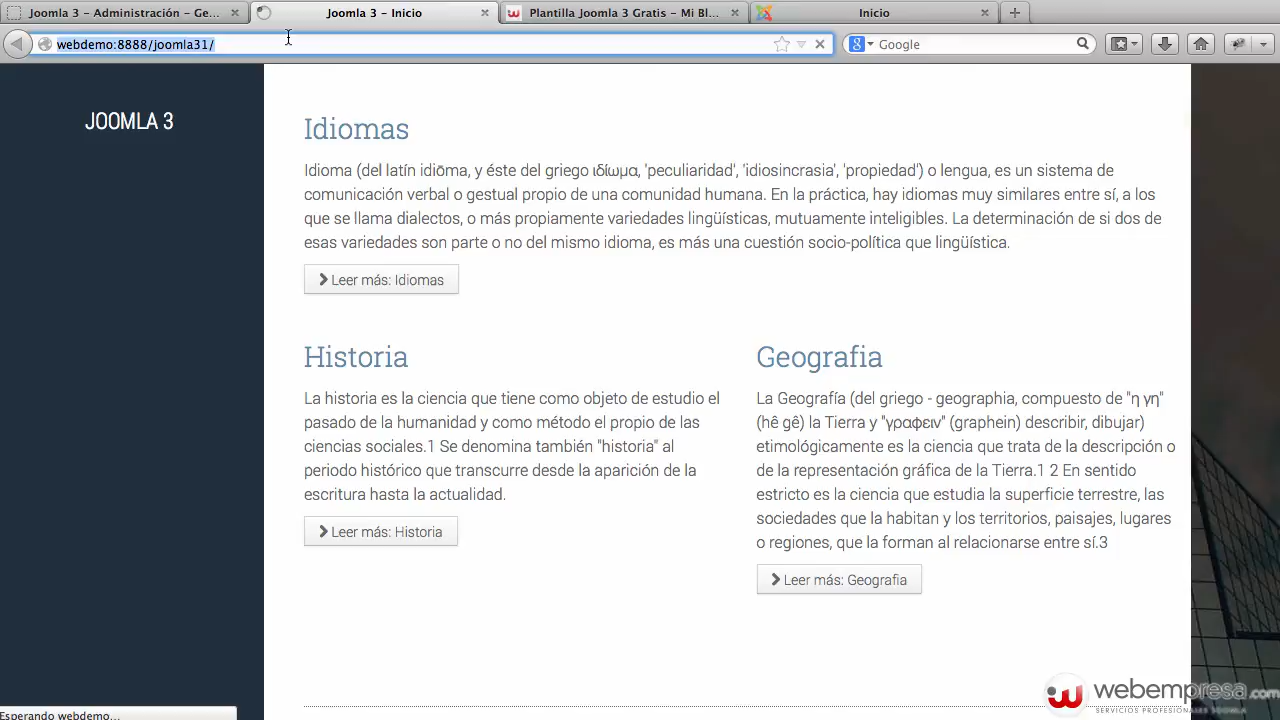 Joomla 3 - Administración - Ge...
Joomla 3 - Inicio
Plantilla Joomla 3 Gratis - Mi Bl...
Inicio
webdemo:8888/joomla31/
Google
JOOMLA 3
Idiomas
Idioma (del latín idiōma, y éste del griego ιδίωμα, 'peculiaridad', 'idiosincrasia', 'propiedad') o lengua, es un sistema de
comunicación verbal o gestual propio de una comunidad humana. En la práctica, hay idiomas muy similares entre sí, a los
que se llama dialectos, o más propiamente variedades lingüísticas, mutuamente inteligibles. La determinación de si dos de
esas variedades son parte o no del mismo idioma, es más una cuestión socio-política que lingüística.
Leer más: Idiomas
Historia
La historia es la ciencia que tiene como objeto de estudio el
pasado de la humanidad y como método el propio de las
ciencias sociales.1 Se denomina también "historia" al
periodo histórico que transcurre desde la aparición de la
escritura hasta la actualidad.
Leer más: Historia
Geografia
La Geografía (del griego - geographia, compuesto de "η γη"
(hê gê) la Tierra y "γραφειν" (graphein) describir, dibujar)
etimológicamente es la ciencia que trata de la descripción o
de la representación gráfica de la Tierra.1 2 En sentido
estricto es la ciencia que estudia la superficie terrestre, las
sociedades que la habitan y los territorios, paisajes, lugares
o regiones, que la forman al relacionarse entre sí.3
Leer más: Geografia
webempresa.com
SERVICIOS PROFESIONALES JOOMLA
Esperando webdemo...